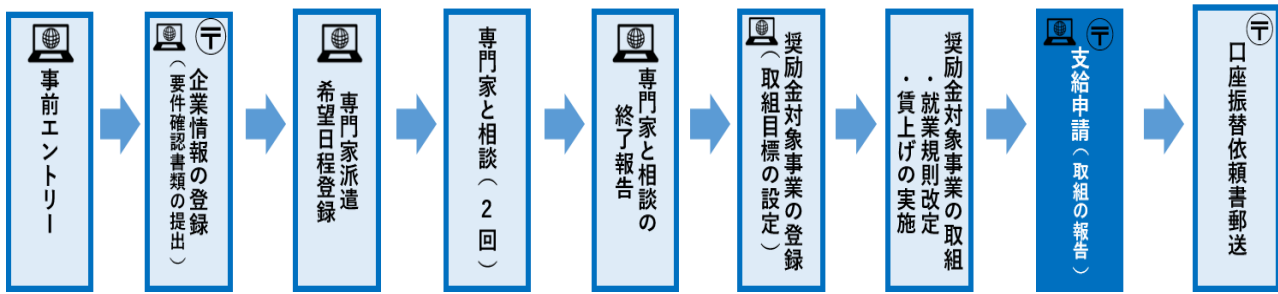 事前エントリー
〒
企業情報の登録
（要件確認書類の提出）
専門家派遣
希望日程登録
専門家と相談（２回）
専門家と相談の
終了報告
奨励金対象事業の登録
（取組目標の設定）
奨励金対象事業の取組
・就業規則改定
・賃上げの実施
〒
支給申請（取組の報告）
〒
口座振替依頼書郵送